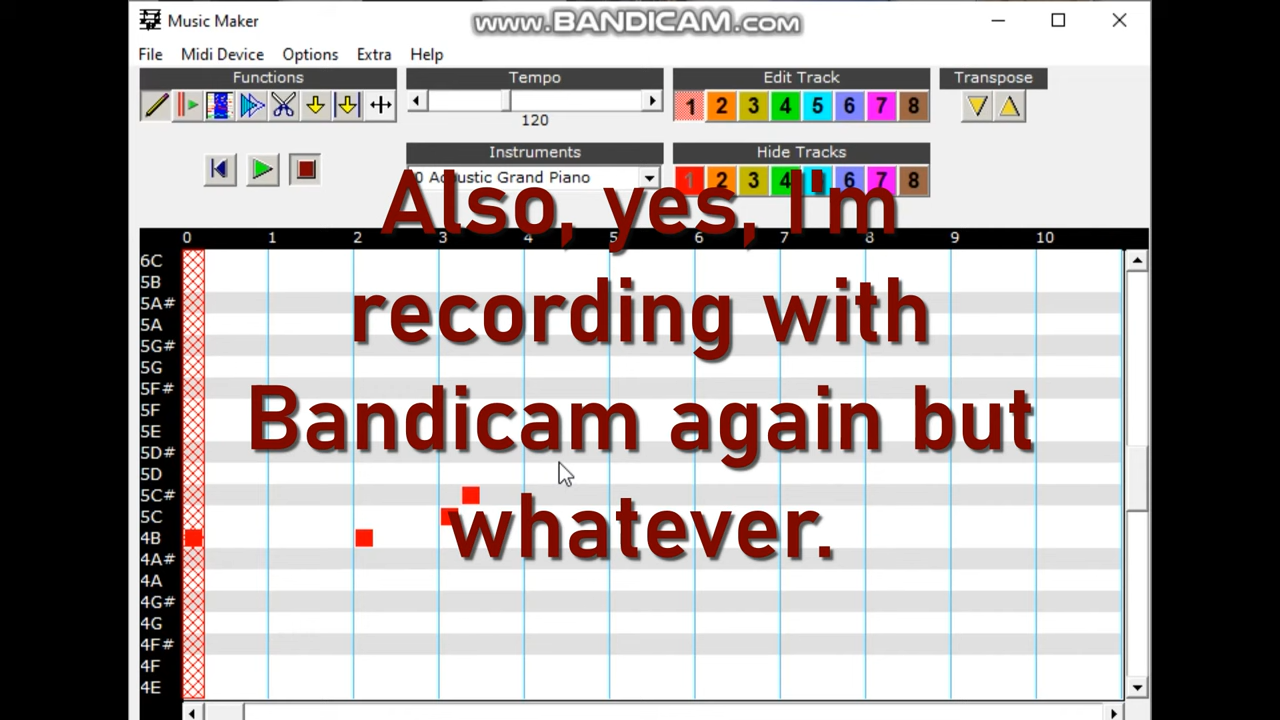 Music Maker
www.BANDICAM.com
File Midi Device Options Extra Help
Functions Tempo Edit Track Transpose
1 2 3 4 5 6 7 8
120
Instruments Hide Tracks
0 Acoustic Grand Piano
1 2 3 4 5 6 7 8
0 1 2 3 4 5 6 7 8 9 10
Also, yes, I'm
recording with
Bandicam again but
whatever.
6C
5B
5A#
5A
5G#
5G
5F#
5F
5E
5D#
5D
5C#
5C
4B
4A#
4A
4G#
4G
4F#
4F
4E